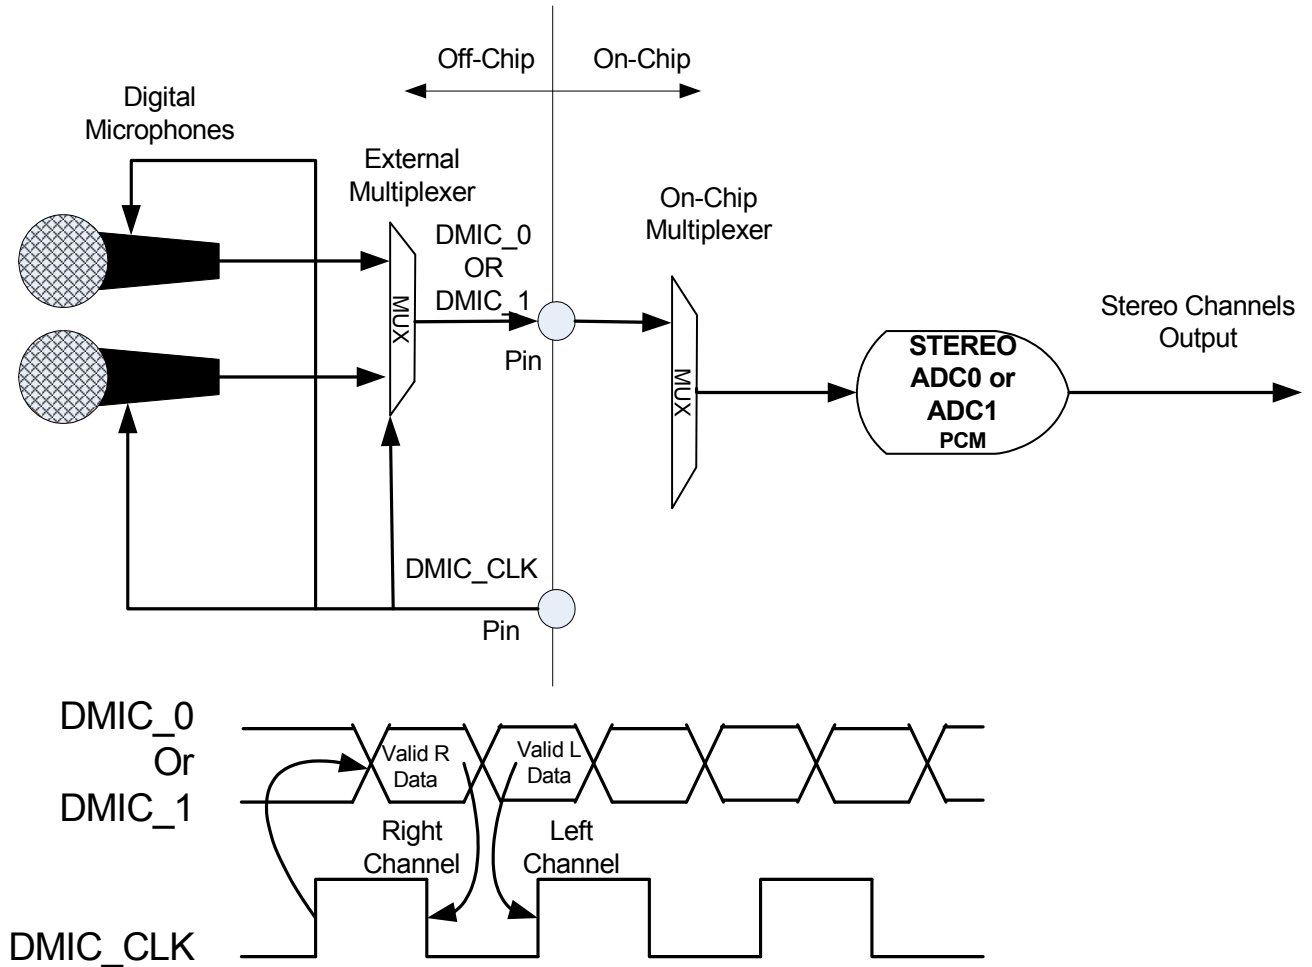 Off-Chip
On-Chip
Digital
Microphones
External
Multiplexer
On-Chip
Multiplexer
DMIC_0
OR
DMIC_1
MUX
Pin
MUX
STEREO
ADC0 or
ADC1
PCM
Stereo Channels
Output
DMIC_CLK
Pin
DMIC_0
Or
DMIC_1
Valid R
Data
Valid L
Data
Right
Channel
Left
Channel
DMIC_CLK